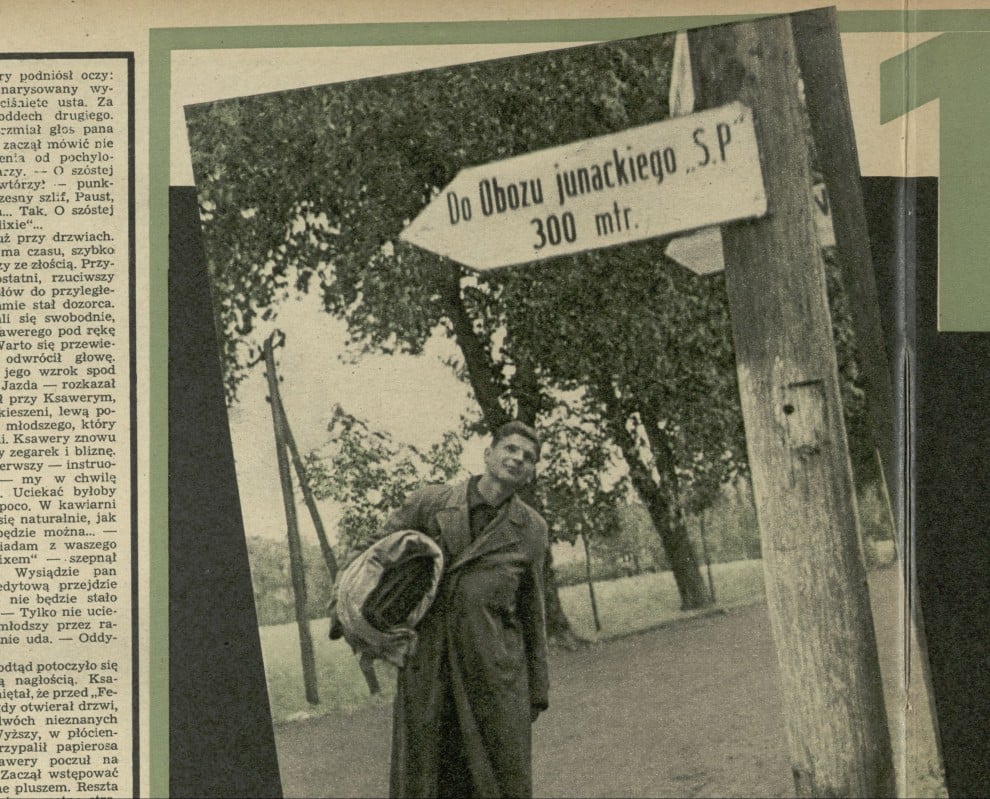 ry podniósł oczy:
narysowany wy-
ciśnięte usta. Za
oddech drugiego.
rzmiał głos pana
zaczął mówić nie
enia od pochylo-
arzy. — O szóstej
wtórzy! — punk-
zesny szlif, Paust,
a... Tak. O szóstej
lixie“...
uż przy drzwiach.
ma czasu, szybko
zy ze złością. Przy-
ostatni, rzuciwszy
słów do przyległe-
amie stał dozorca.
ali się swobodnie,
awerego pod rękę
Warto się przewie-
odwrócił głowę.
jego wzrok spod
Jazda — rozkazał
ł przy Ksawerym,
kieszeni, lewą po-
młodszego, który
i. Ksawery znowu
y zegarek i bliznę.
erwszy — instruo-
— my w chwilę
. Uciekać byłoby
poco. W kawiarni
się naturalnie, jak
będzie można... —
iadam z waszego
ixem“ — szepnął
Wysiądzie pan
edytową przejdzie
nie będzie stało
— Tylko nie ucie-
młodszy przez ra-
nie uda. — Oddy-
odtąd potoczyło się
ą nagłością. Ksa-
iętał, że przed „Fe-
dy otwierał drzwi,
dwóch nieznanych
Wyższy, w płócien-
rzypalił papierosa
awery poczuł na
Zaczął wstępować
ne pluszem. Reszta
Do Obozu junackiego „S.P“
300 mtr.
1